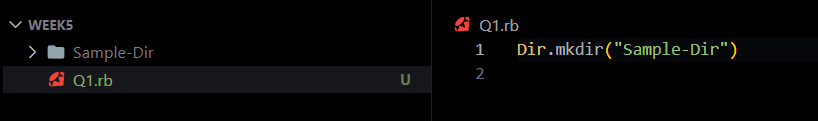 WEEK5
Sample-Dir
Q1.rb U
Q1.rb
1 Dir.mkdir("Sample-Dir")
2